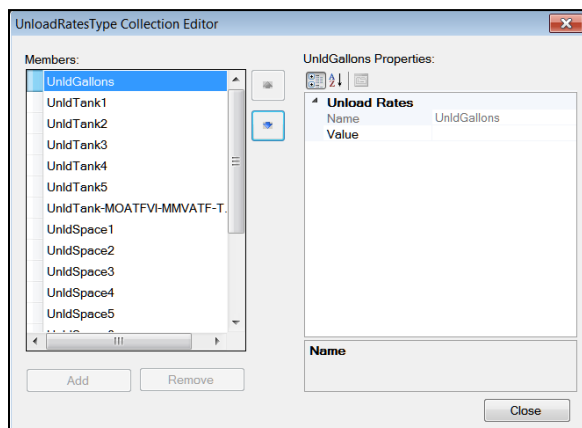 UnloadRatesType Collection Editor
Members:
UnldGallons
UnldTank1
UnldTank2
UnldTank3
UnldTank4
UnldTank5
UnldTank-MOATFVI-MMVATF-T.
UnldSpace1
UnldSpace2
UnldSpace3
UnldSpace4
UnldSpace5
Add
Remove
UnldGallons Properties:
Unload Rates
Name UnldGallons
Value
Name
Close